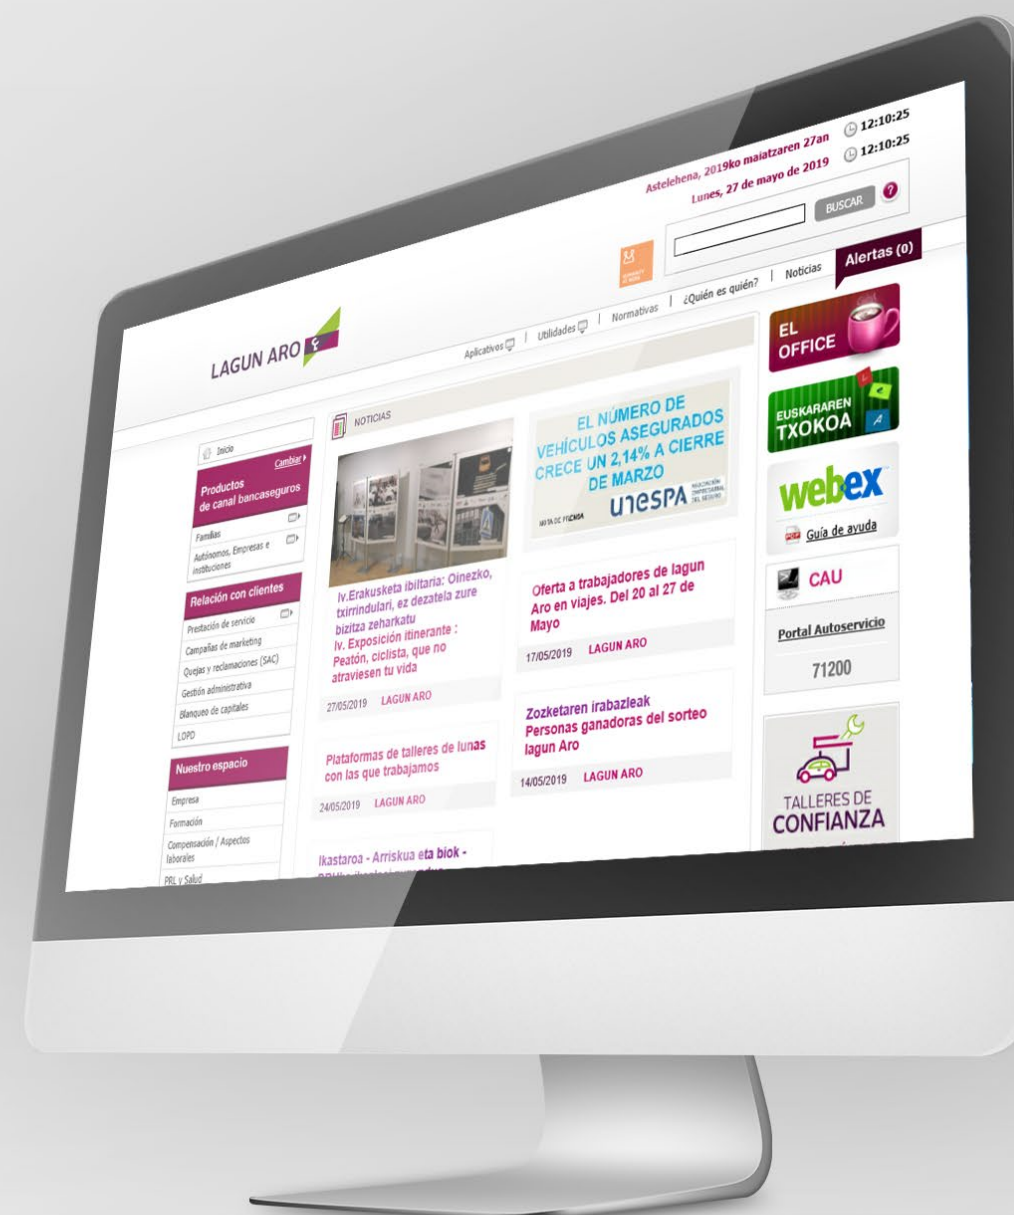 Astelehena, 2019ko maiatzaren 27an 12:10:25
Lunes, 27 de mayo de 2019 12:10:25
BUSCAR ?
LAGUN ARO
Aplicativos | Utilidades | Normativas | ¿Quién es quién? | Noticias
Alertas (0)
Inicio
Cambiar
Productos
de canal bancaseguros
Familias
Autónomos, Empresas e
instituciones
Relación con clientes
Prestación de servicio
Campañas de marketing
Quejas y reclamaciones (SAC)
Gestión administrativa
Blanqueo de capitales
LOPD
Nuestro espacio
Empresa
Formación
Compensación / Aspectos
laborales
PRL y Salud
NOTICIAS
Iv.Erakusketa ibiltaria: Oinezko,
txirrindulari, ez dezatela zure
bizitza zeharkatu
Iv. Exposición itinerante :
Peatón, ciclista, que no
atraviesen tu vida
27/05/2019 LAGUN ARO
Plataformas de talleres de lunas
con las que trabajamos
24/05/2019 LAGUN ARO
Ikastaroa - Arriskua eta biok -
EL NÚMERO DE
VEHÍCULOS ASEGURADOS
CRECE UN 2,14% A CIERRE
DE MARZO
NOTA DE PRENSA
unespa
ASOCIACIÓN
EMPRESARIAL
DEL SEGURO
Oferta a trabajadores de lagun
Aro en viajes. Del 20 al 27 de
Mayo
17/05/2019 LAGUN ARO
Zozketaren irabazleak
Personas ganadoras del sorteo
lagun Aro
14/05/2019 LAGUN ARO
EL
OFFICE
EUSKARAREN
TXOKOA
L
E
A
webex
PDF Guía de ayuda
CAU
Portal Autoservicio
71200
TALLERES DE
CONFIANZA